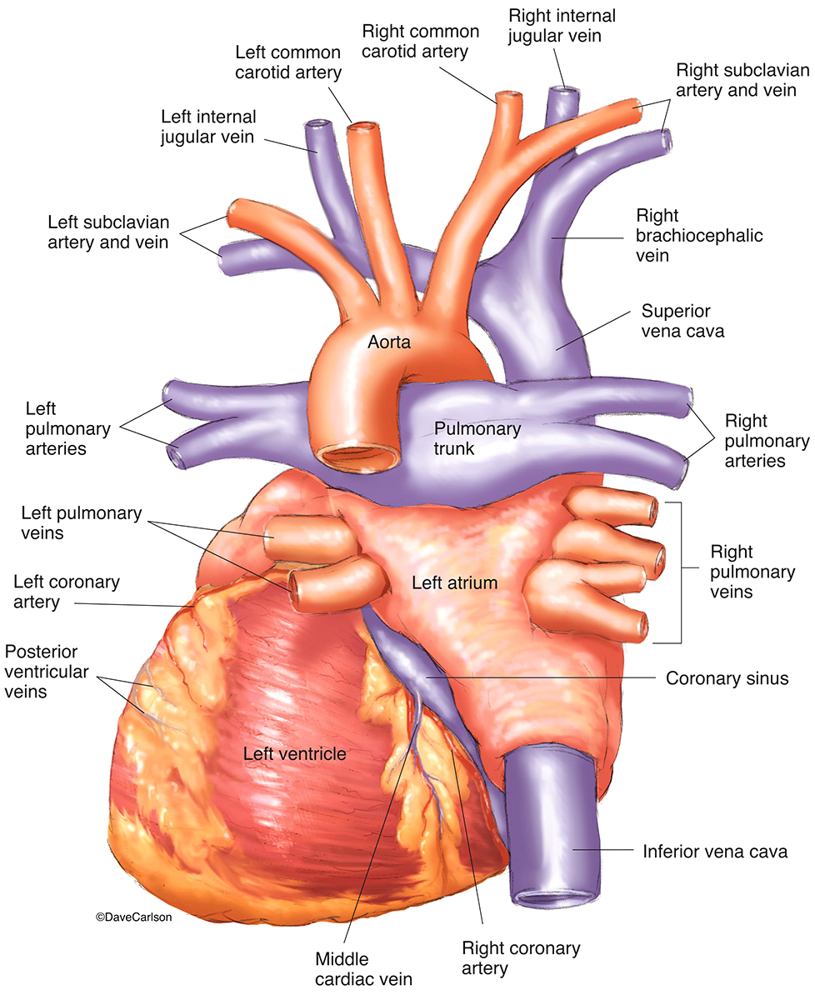 Right internal
jugular vein
Right common
carotid artery
Left common
carotid artery
Right subclavian
artery and vein
Left internal
jugular vein
Left subclavian
artery and vein
Right
brachiocephalic
vein
Superior
vena cava
Aorta
Left
pulmonary
arteries
Pulmonary
trunk
Right
pulmonary
arteries
Left pulmonary
veins
Left coronary
artery
Left atrium
Right
pulmonary
veins
Posterior
ventricular
veins
Coronary sinus
Left ventricle
Inferior vena cava
©DaveCarlson
Middle
cardiac vein
Right coronary
artery